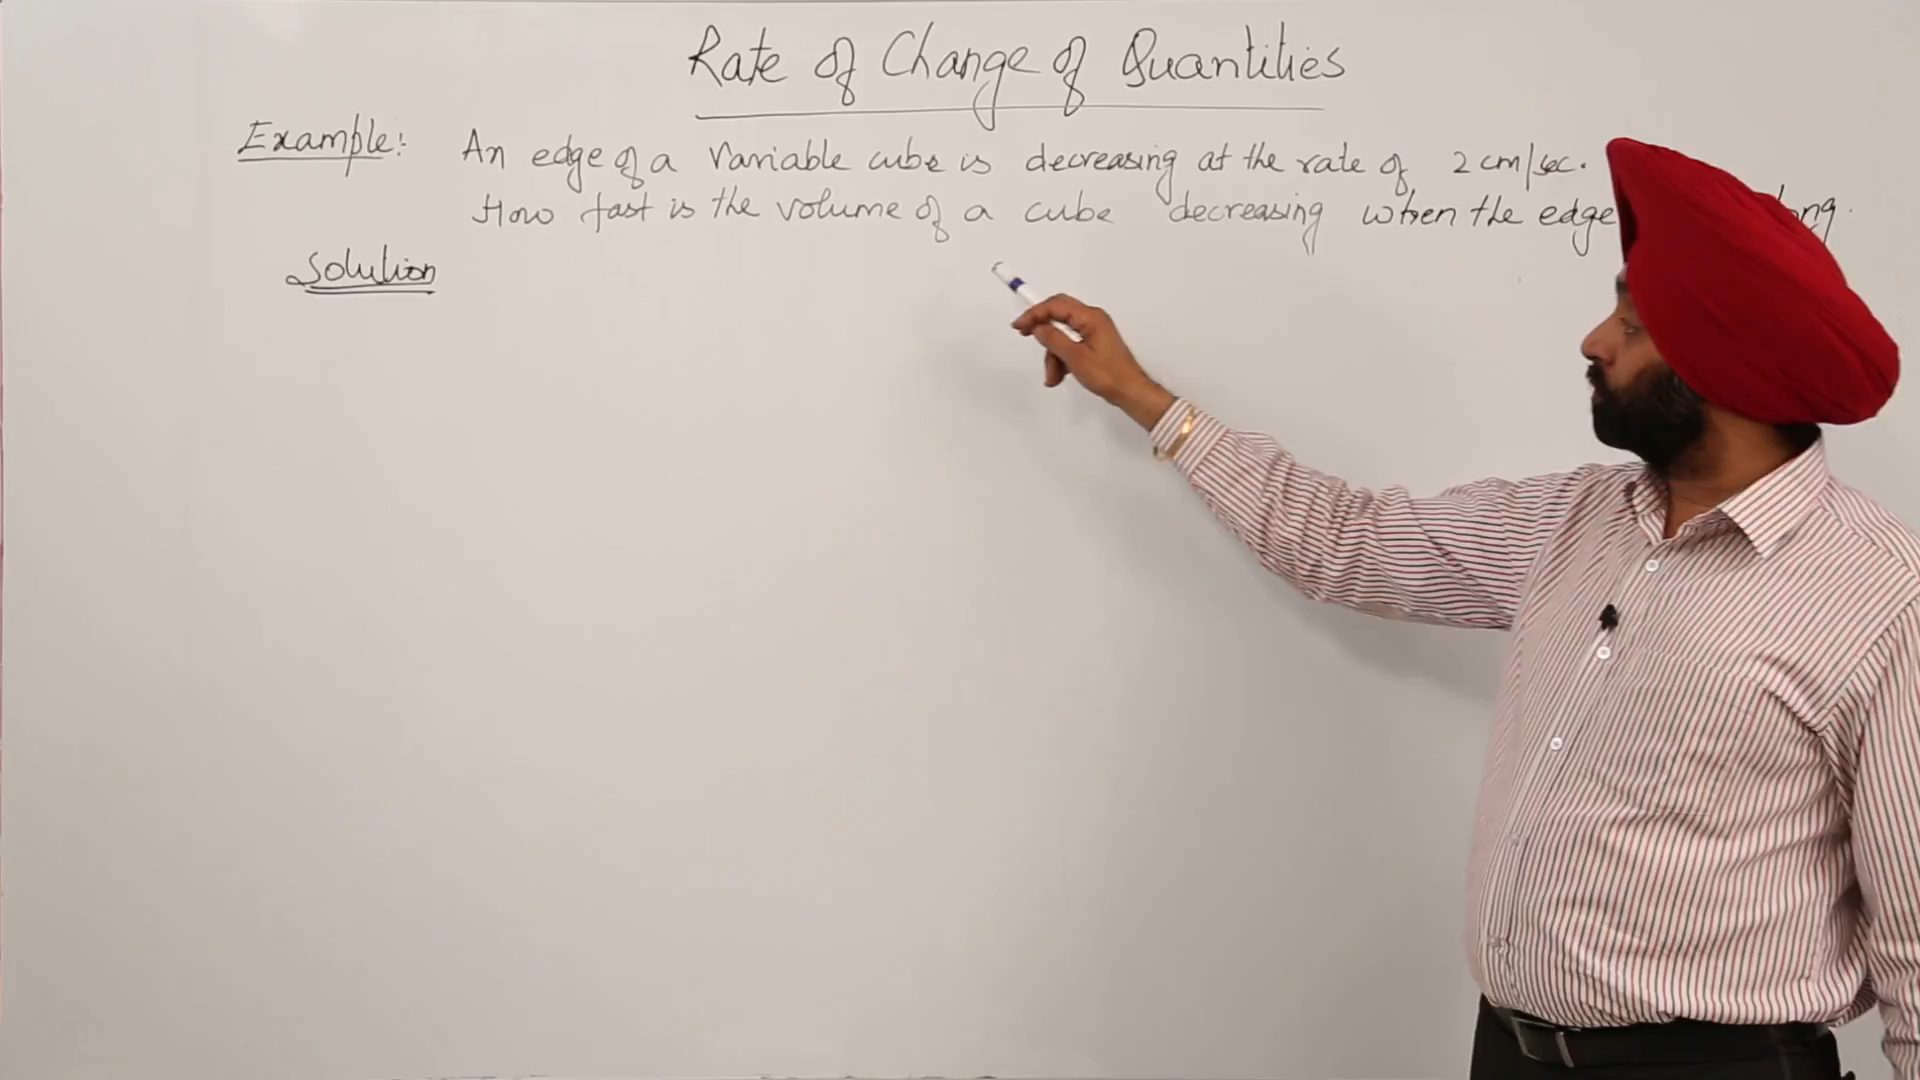 Rate of Change of Quantities
Example: An edge of a variable cube is decreasing at the rate of 2 cm/sec.
How fast is the volume of a cube decreasing when the edge long.
Solution